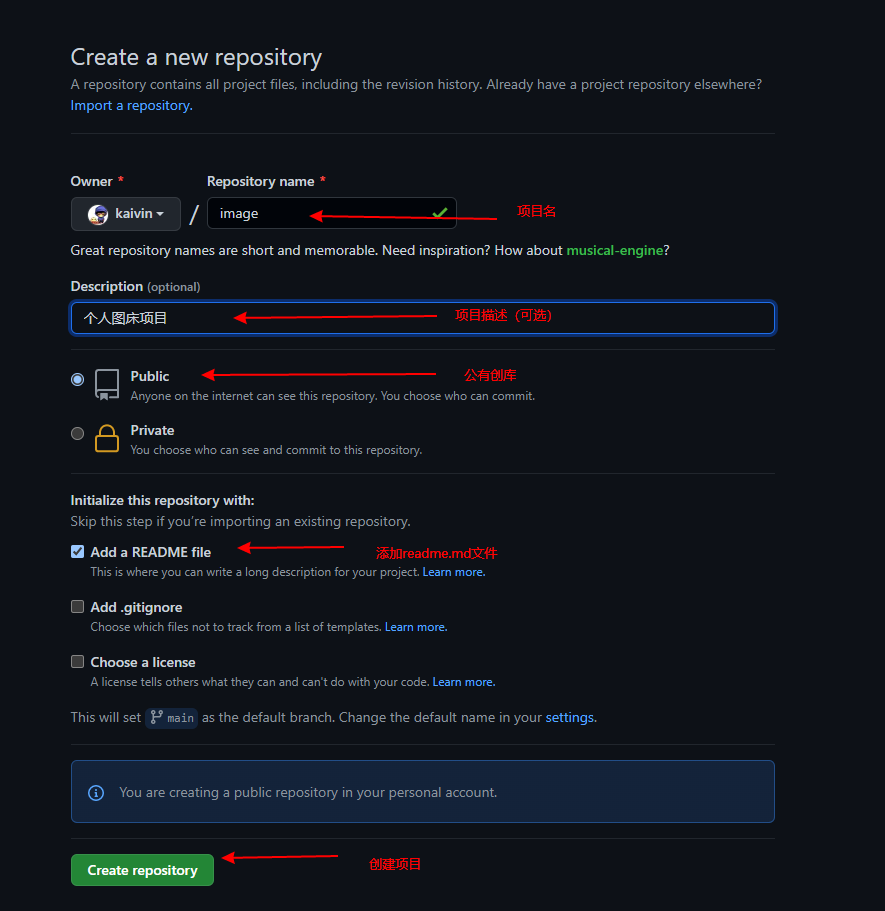 Create a new repository
A repository contains all project files, including the revision history. Already have a project repository elsewhere?
Import a repository.
Owner * Repository name *
kaivin / image 项目名
Great repository names are short and memorable. Need inspiration? How about musical-engine?
Description (optional)
个人图床项目 项目描述（可选）
Public 公有创库
Anyone on the internet can see this repository. You choose who can commit.
Private
You choose who can see and commit to this repository.
Initialize this repository with:
Skip this step if you're importing an existing repository.
Add a README file 添加readme.md文件
This is where you can write a long description for your project. Learn more.
Add .gitignore
Choose which files not to track from a list of templates. Learn more.
Choose a license
A license tells others what they can and can't do with your code. Learn more.
This will set main as the default branch. Change the default name in your settings.
You are creating a public repository in your personal account.
Create repository 创建项目